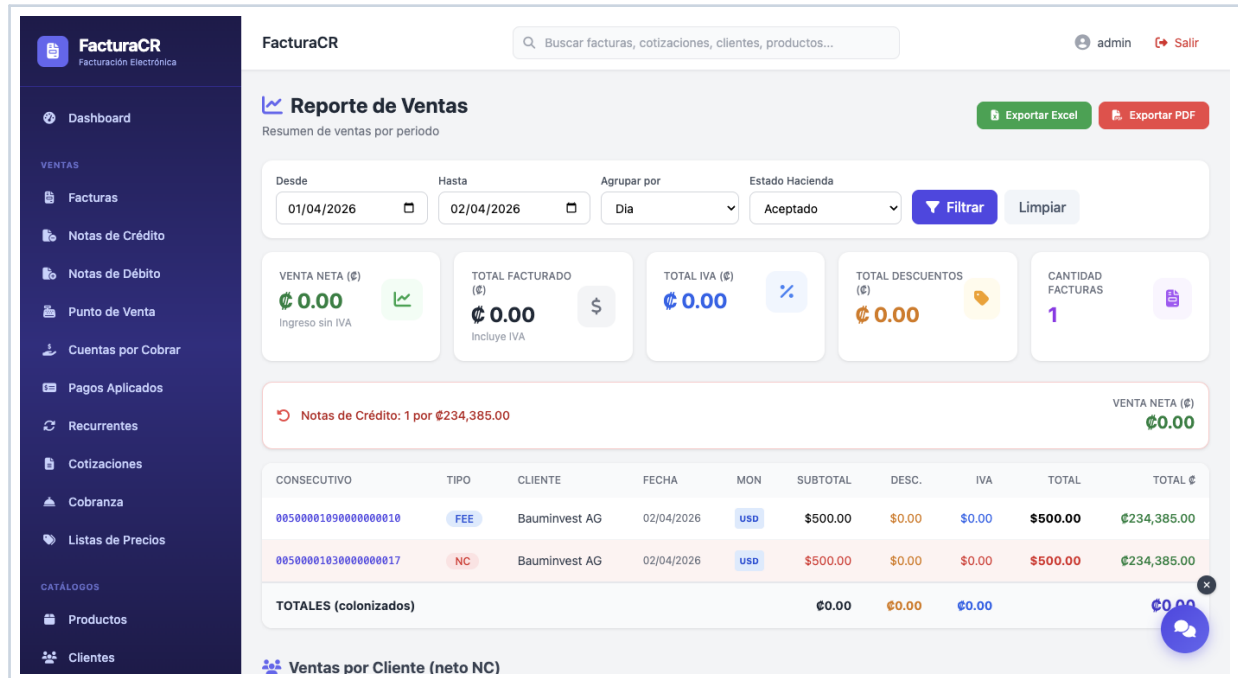 FacturaCR
Facturación Electrónica
Dashboard
VENTAS
Facturas
Notas de Crédito
Notas de Débito
Punto de Venta
Cuentas por Cobrar
Pagos Aplicados
Recurrentes
Cotizaciones
Cobranza
Listas de Precios
CATÁLOGOS
Productos
Clientes
FacturaCR
Buscar facturas, cotizaciones, clientes, productos...
admin
Salir
Reporte de Ventas
Resumen de ventas por periodo
Exportar Excel
Exportar PDF
Desde
Hasta
Agrupar por
Estado Hacienda
01/04/2026
02/04/2026
Dia
Aceptado
Filtrar
Limpiar
VENTA NETA (₡)
₡ 0.00
Ingreso sin IVA
TOTAL FACTURADO
(₡)
₡ 0.00
Incluye IVA
$
TOTAL IVA (₡)
₡ 0.00
%
TOTAL DESCUENTOS
(₡)
₡ 0.00
CANTIDAD
FACTURAS
1
Notas de Crédito: 1 por ₡234,385.00
VENTA NETA (₡)
₡0.00
CONSECUTIVO TIPO CLIENTE FECHA MON SUBTOTAL DESC. IVA TOTAL TOTAL ₡
00500001090000000010 FEE Bauminvest AG 02/04/2026 USD $500.00 $0.00 $0.00 $500.00 ₡234,385.00
00500001030000000017 NC Bauminvest AG 02/04/2026 USD $500.00 $0.00 $0.00 $500.00 ₡234,385.00
TOTALES (colonizados) ₡0.00 ₡0.00 ₡0.00 ₡0.00
Ventas por Cliente (neto NC)